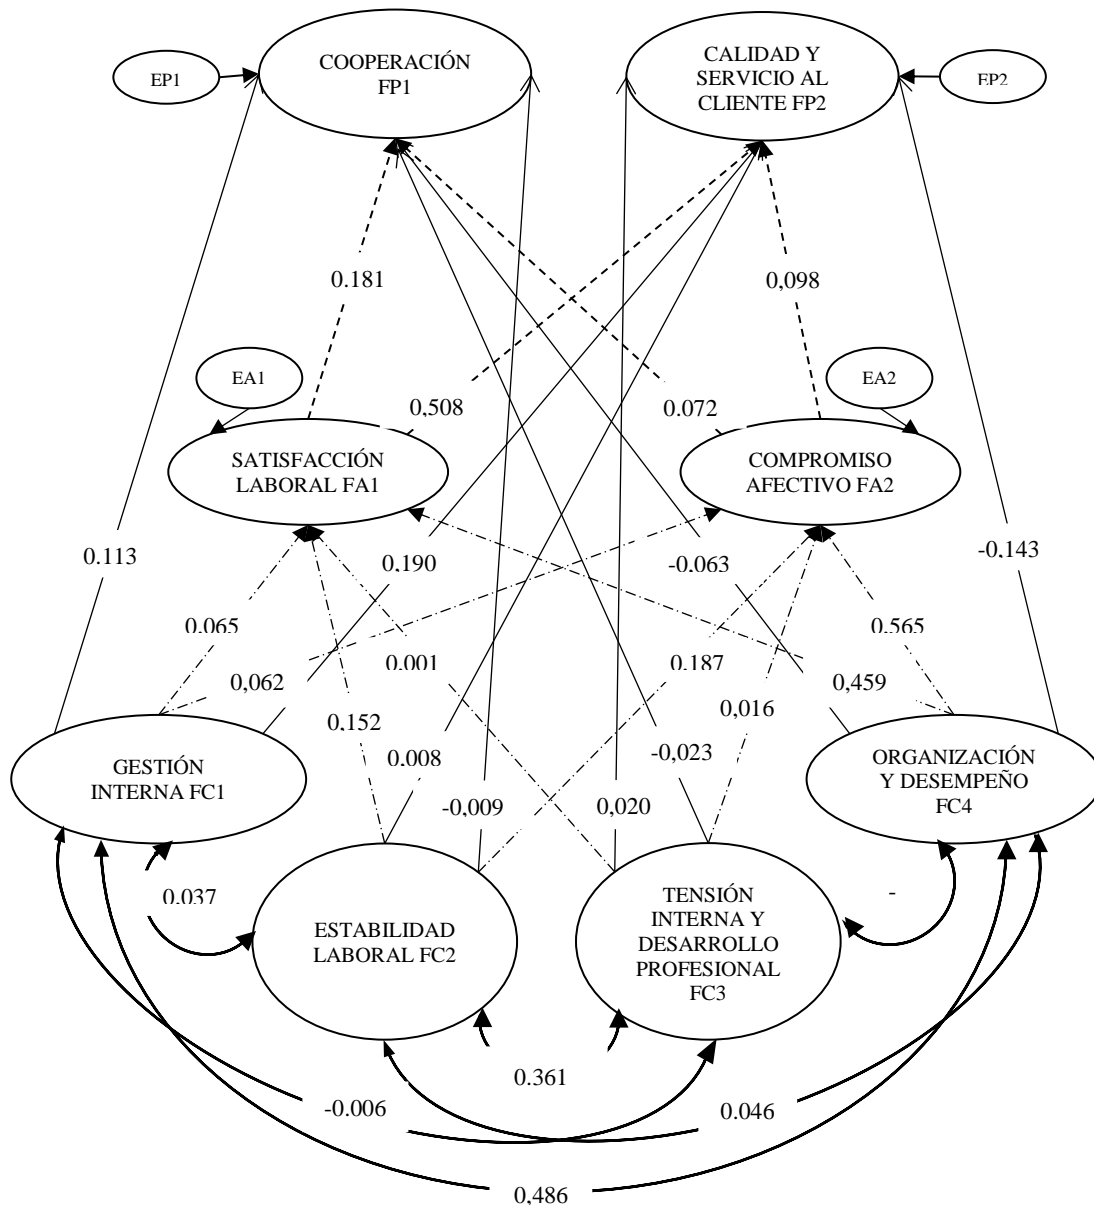 COOPERACIÓN
FP1
CALIDAD Y
SERVICIO AL
CLIENTE FP2
EP1
EP2
0.181
0,098
EA1
EA2
0,508
0.072
SATISFACCIÓN
LABORAL FA1
COMPROMISO
AFECTIVO FA2
0.113
0.190
-0.063
-0.143
0.065
0.001
0.187
0.565
0,062
0,459
0.152
0.008
-0,023
0,016
GESTIÓN
INTERNA FC1
ORGANIZACIÓN
Y DESEMPEÑO
FC4
-0,009
0,020
0.037
-
ESTABILIDAD
LABORAL FC2
TENSIÓN
INTERNA Y
DESARROLLO
PROFESIONAL
FC3
0.361
-0.006
0.046
0,486